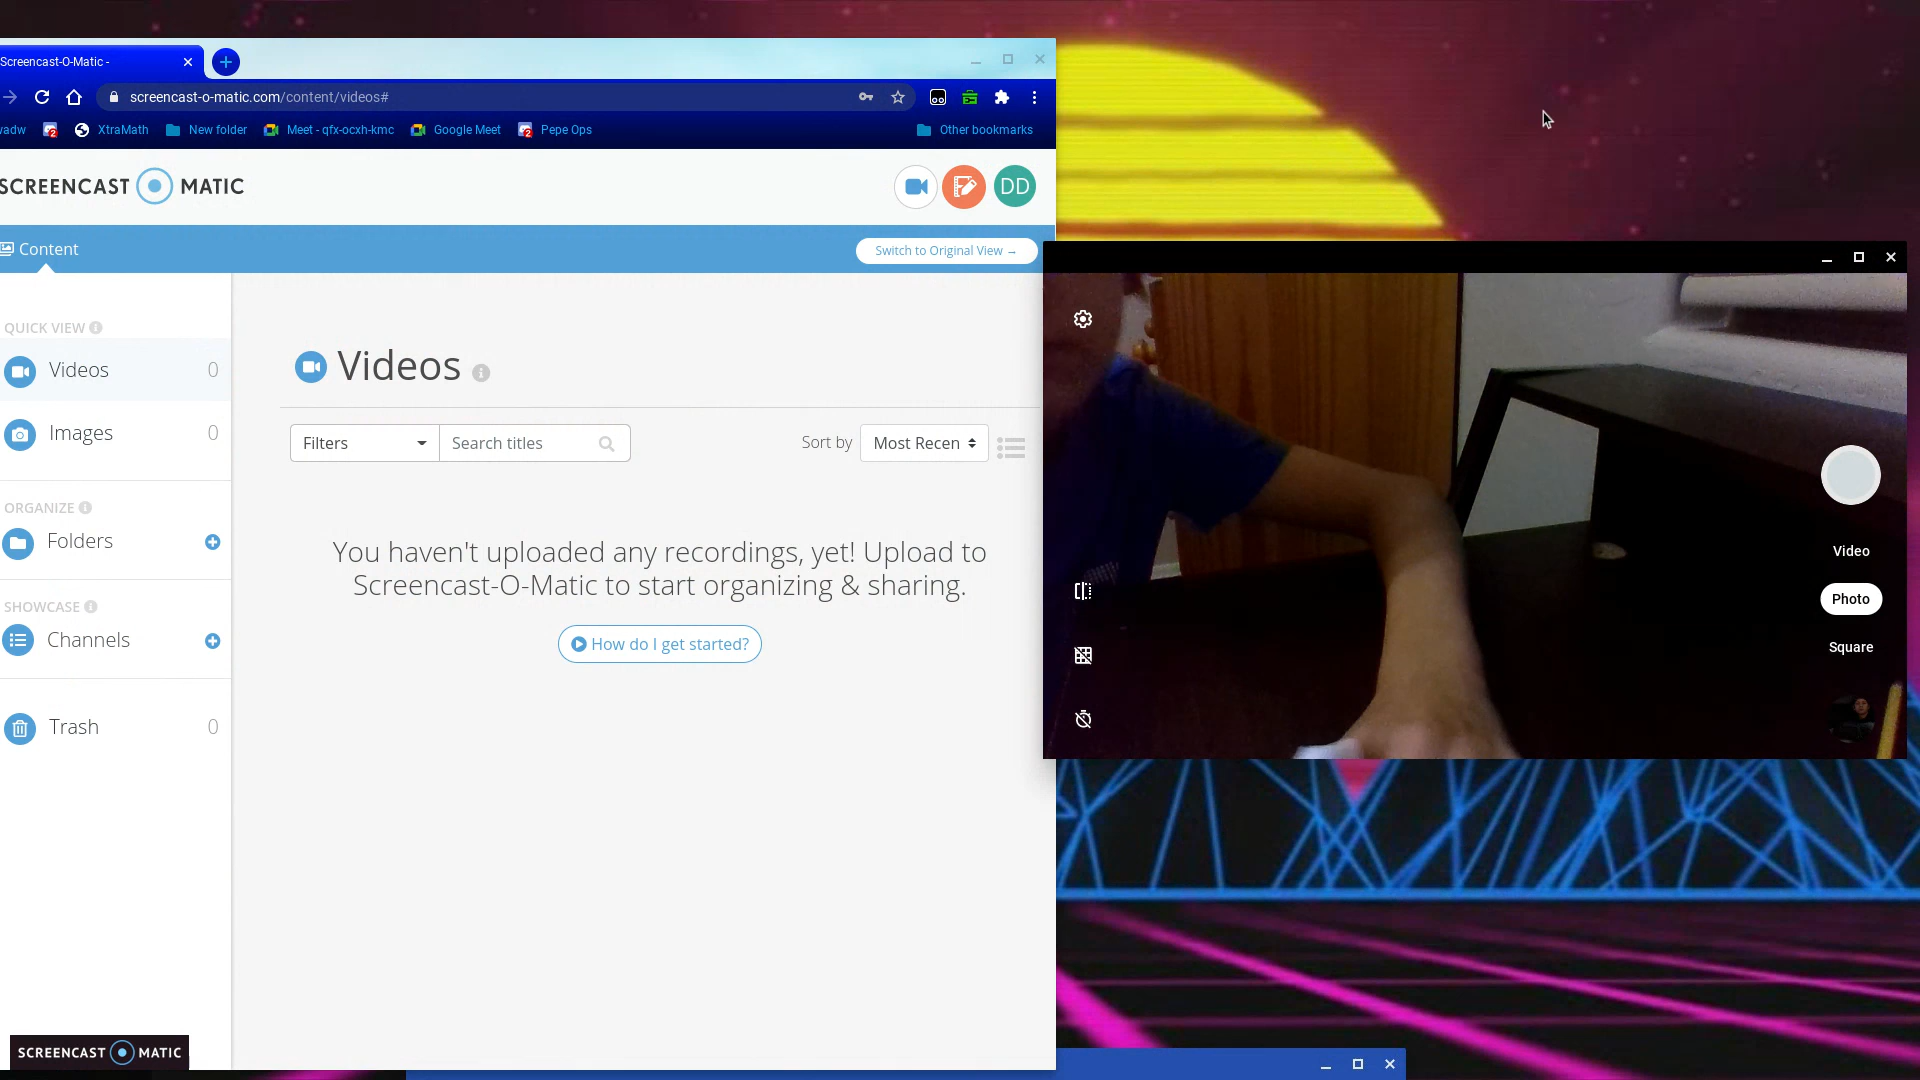 Screencast-O-Matic -
screencast-o-matic.com/content/videos#
XtraMath
New folder
Meet - qfx-ocxh-kmc
Google Meet
Pepe Ops
Other bookmarks
SCREENCAST MATIC
DD
Content
Switch to Original View →
QUICK VIEW
Videos 0
Images 0
ORGANIZE
Folders
SHOWCASE
Channels
Trash 0
Videos
Filters
Search titles
Sort by
Most Recen
You haven't uploaded any recordings, yet! Upload to
Screencast-O-Matic to start organizing & sharing.
How do I get started?
Video
Photo
Square
SCREENCAST MATIC